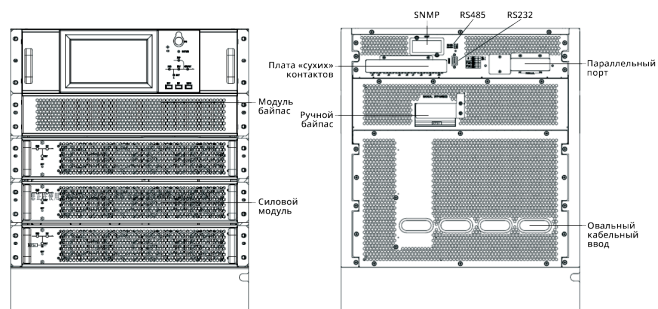 SNMP RS485 RS232
Плата «сухих»
контактов
Параллельный
порт
Модуль
байпас
Ручной
байпас
Силовой
модуль
Овальный
кабельный
ввод